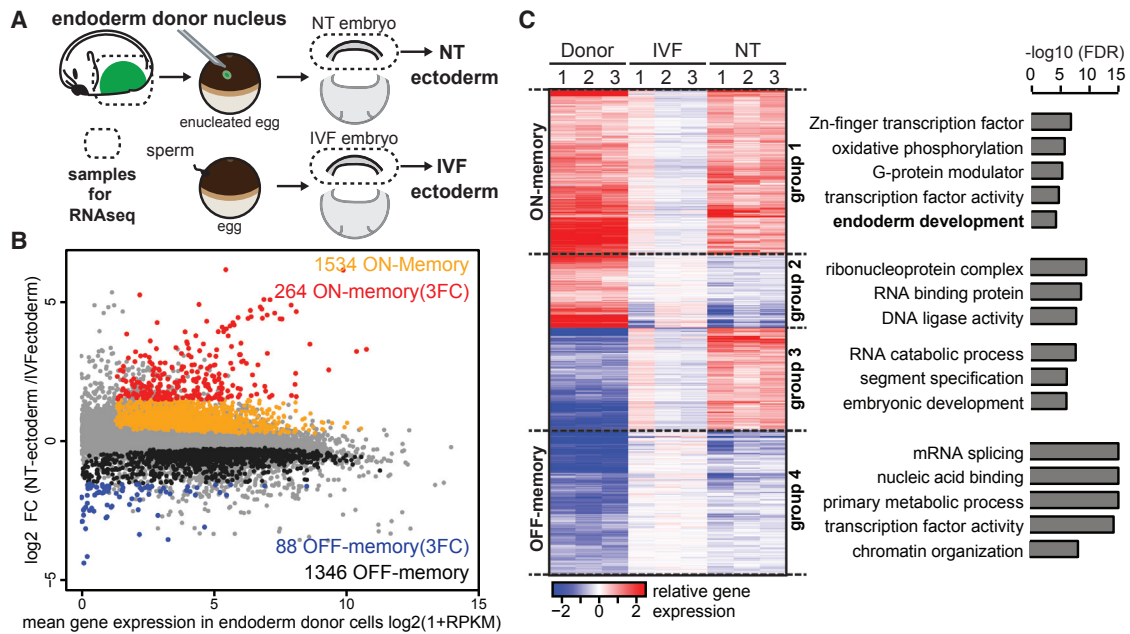 A
endoderm donor nucleus
enucleated egg
NT embryo
NT
ectoderm
samples
for
RNAseq
sperm
egg
IVF embryo
IVF
ectoderm
B
1534 ON-Memory
264 ON-memory(3FC)
88 OFF-memory(3FC)
1346 OFF-memory
log2 FC (NT-ectoderm /IVFectoderm)
5
0
−5
0
5
10
15
mean gene expression in endoderm donor cells log2(1+RPKM)
C
Donor IVF NT
1 2 3 1 2 3 1 2 3
ON-memory
OFF-memory
group 1
group 2
group 3
group 4
−2 0 2
relative gene
expression
-log10 (FDR)
0 5 10 15
Zn-finger transcription factor
oxidative phosphorylation
G-protein modulator
transcription factor activity
endoderm development
ribonucleoprotein complex
RNA binding protein
DNA ligase activity
RNA catabolic process
segment specification
embryonic development
mRNA splicing
nucleic acid binding
primary metabolic process
transcription factor activity
chromatin organization